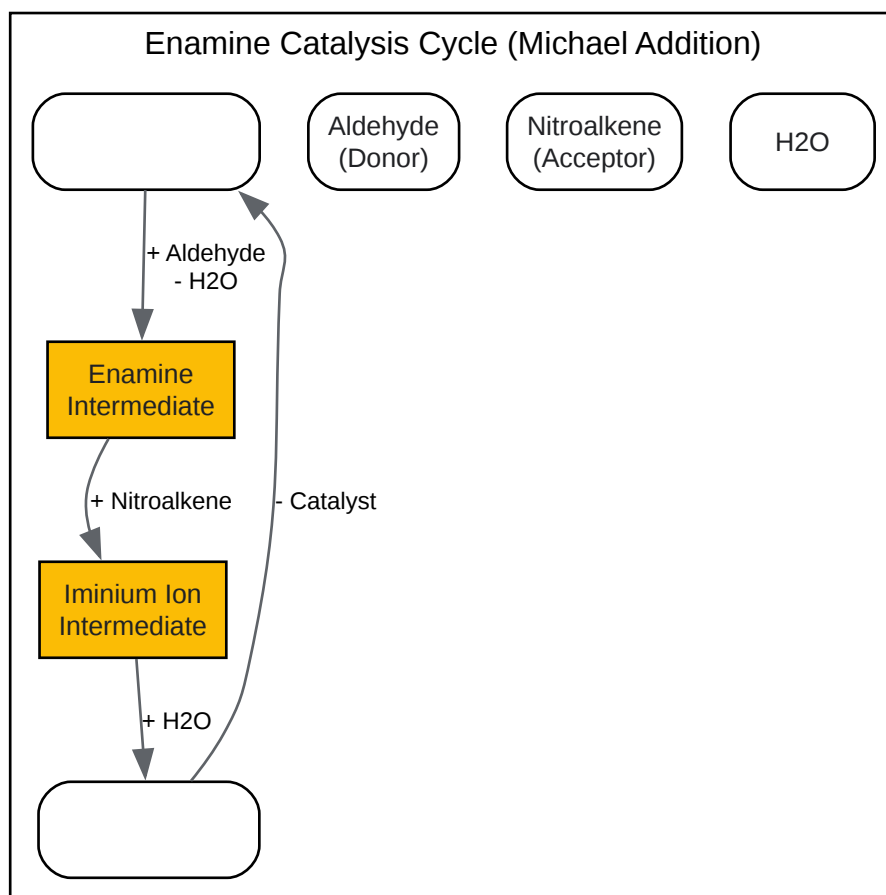 Enamine Catalysis Cycle (Michael Addition)
Aldehyde
(Donor)
Nitroalkene
(Acceptor)
H2O
+ Aldehyde
- H2O
Enamine
Intermediate
+ Nitroalkene
- Catalyst
Iminium Ion
Intermediate
+ H2O